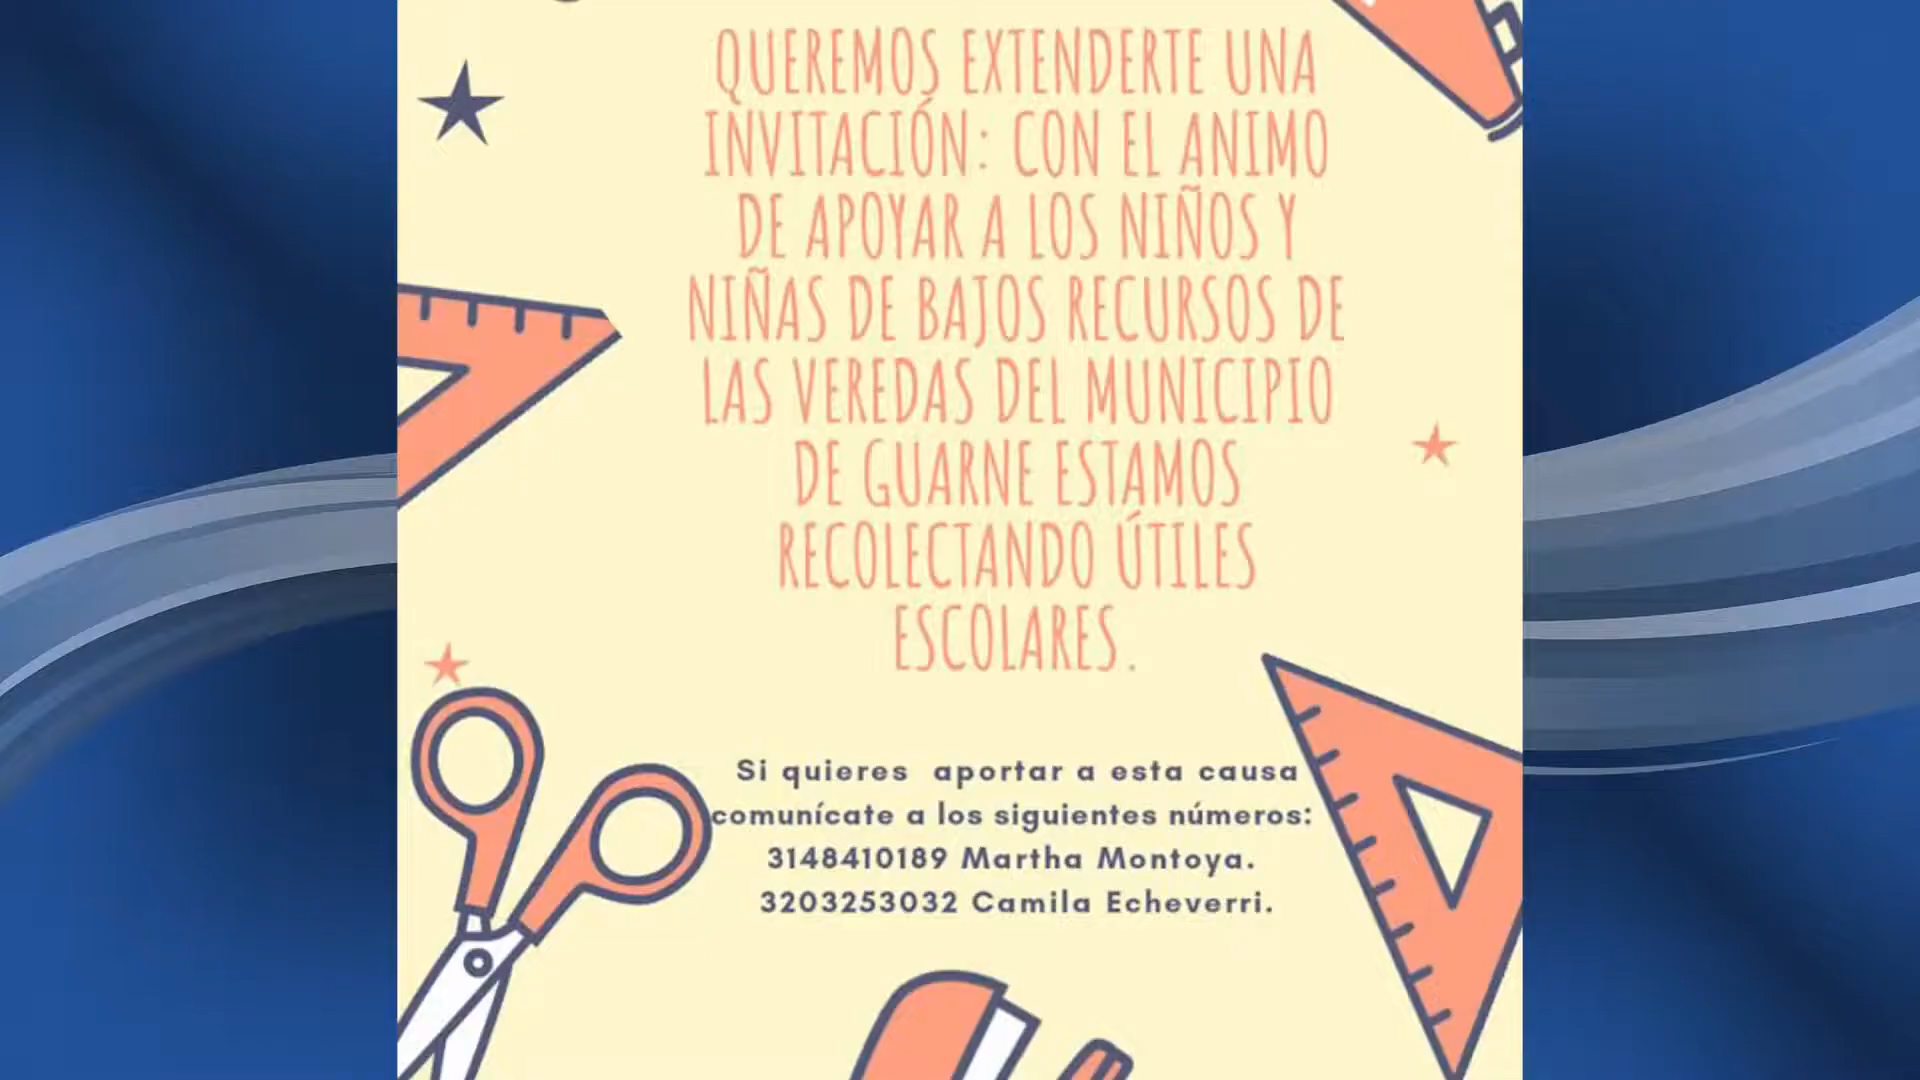 QUEREMOS EXTENDERTE UNA
INVITACIÓN: CON EL ANIMO
DE APOYAR A LOS NIÑOS Y
NIÑAS DE BAJOS RECURSOS DE
LAS VEREDAS DEL MUNICIPIO
DE GUARNE ESTAMOS
RECOLECTANDO ÚTILES
ESCOLARES.
Si quieres aportar a esta causa
comunícate a los siguientes números:
3148410189 Martha Montoya.
3203253032 Camila Echeverri.